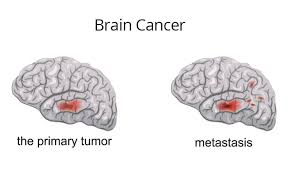 Brain Cancer
the primary tumor
metastasis